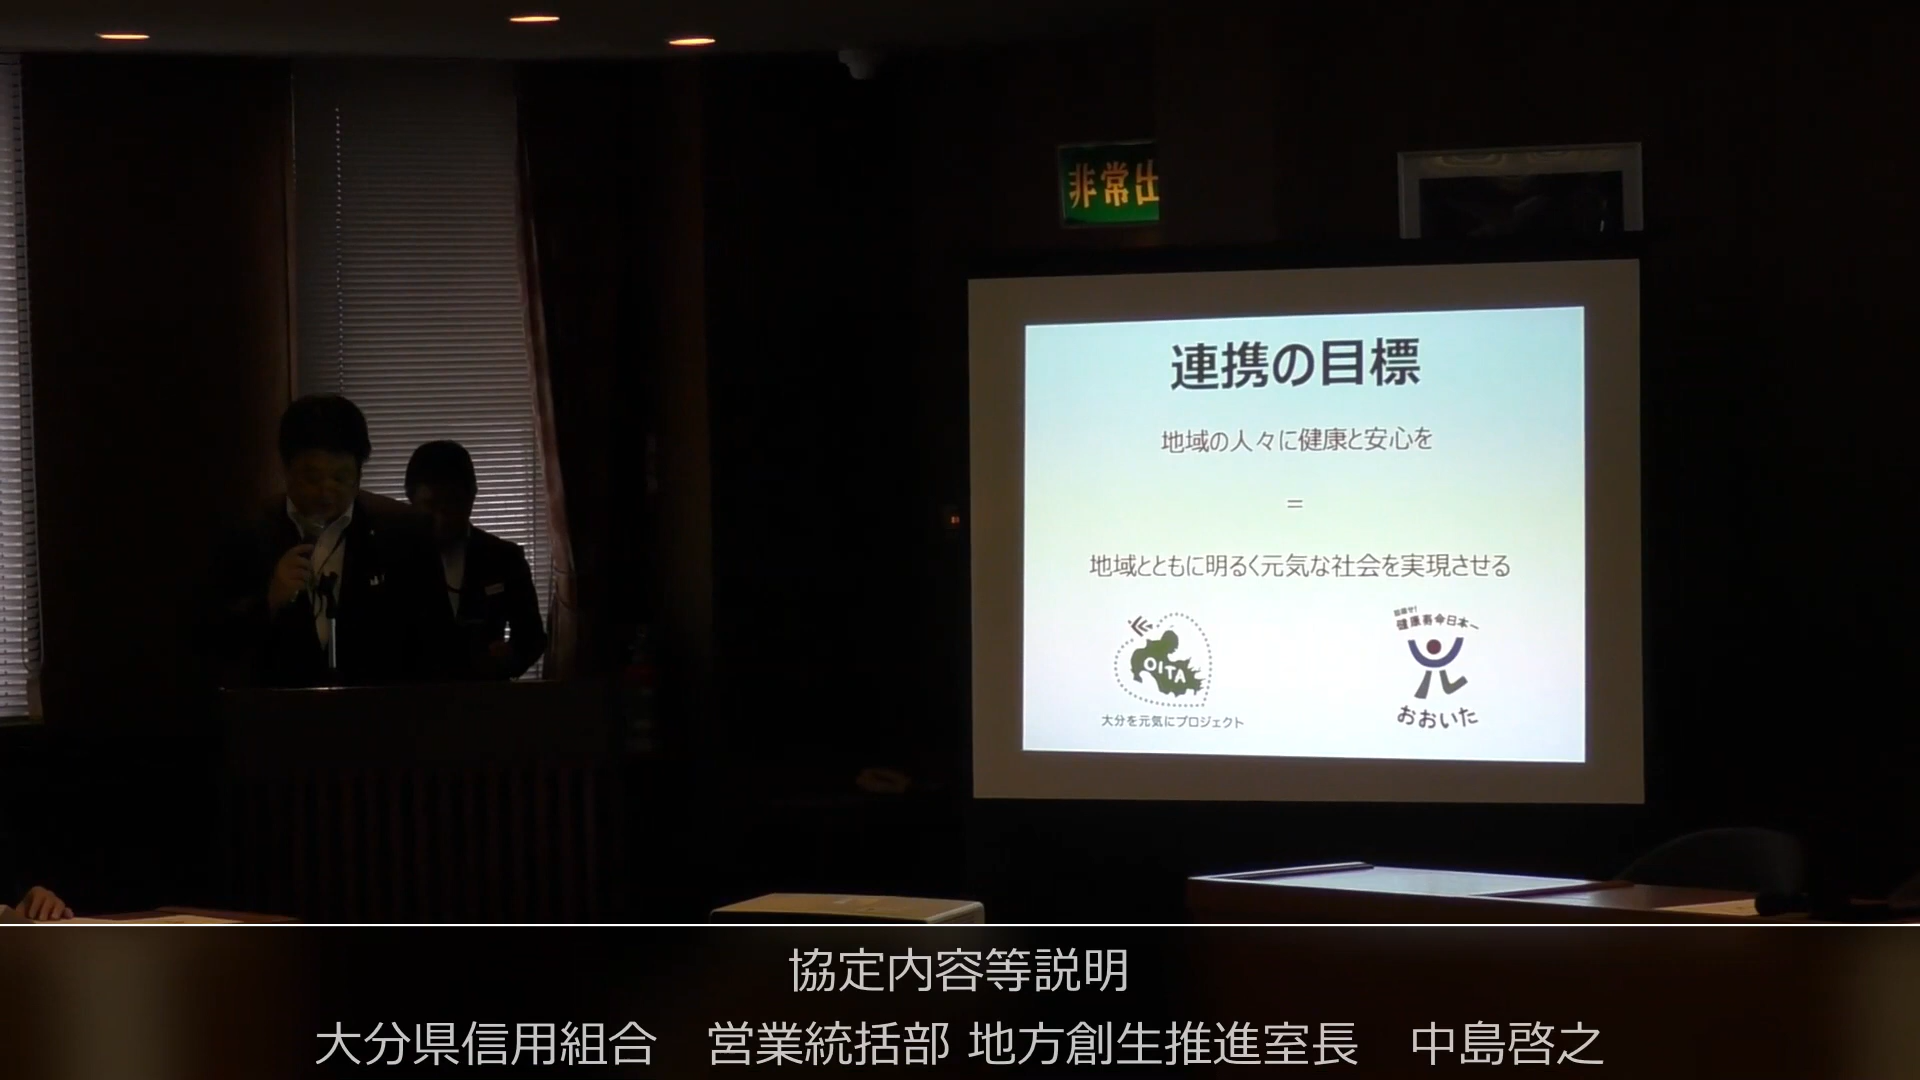 非常出
連携の目標
地域の人々に健康と安心を
=
地域とともに明るく元気な社会を実現させる
目指せ!
健康寿命日本一
OITA
おおいた
大分を元気にプロジェクト
協定内容等説明
大分県信用組合　営業統括部 地方創生推進室長　中島啓之